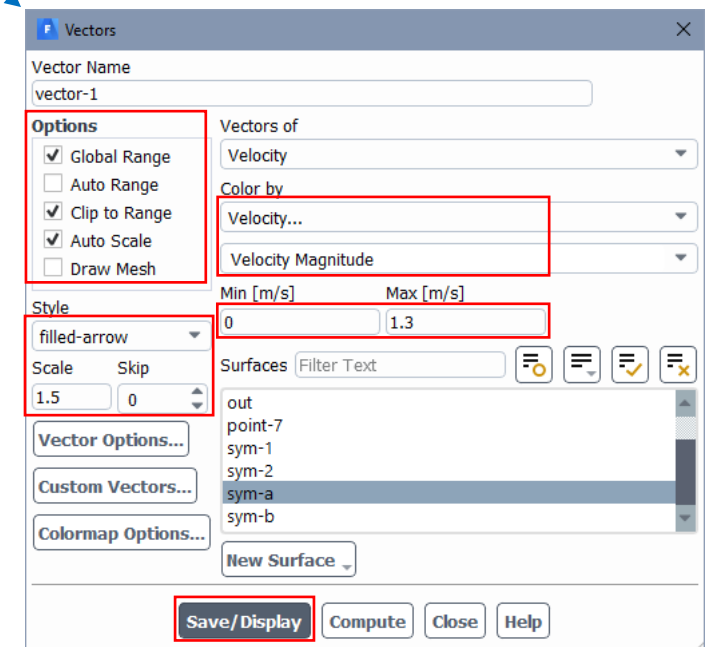 F Vectors
Vector Name
vector-1
Options
Global Range
Auto Range
Clip to Range
Auto Scale
Draw Mesh
Style
filled-arrow
Scale Skip
1.5 0
Vector Options...
Custom Vectors...
Colormap Options...
Vectors of
Velocity
Color by
Velocity...
Velocity Magnitude
Min [m/s] Max [m/s]
0 1.3
Surfaces Filter Text
out
point-7
sym-1
sym-2
sym-a
sym-b
New Surface
Save/Display Compute Close Help